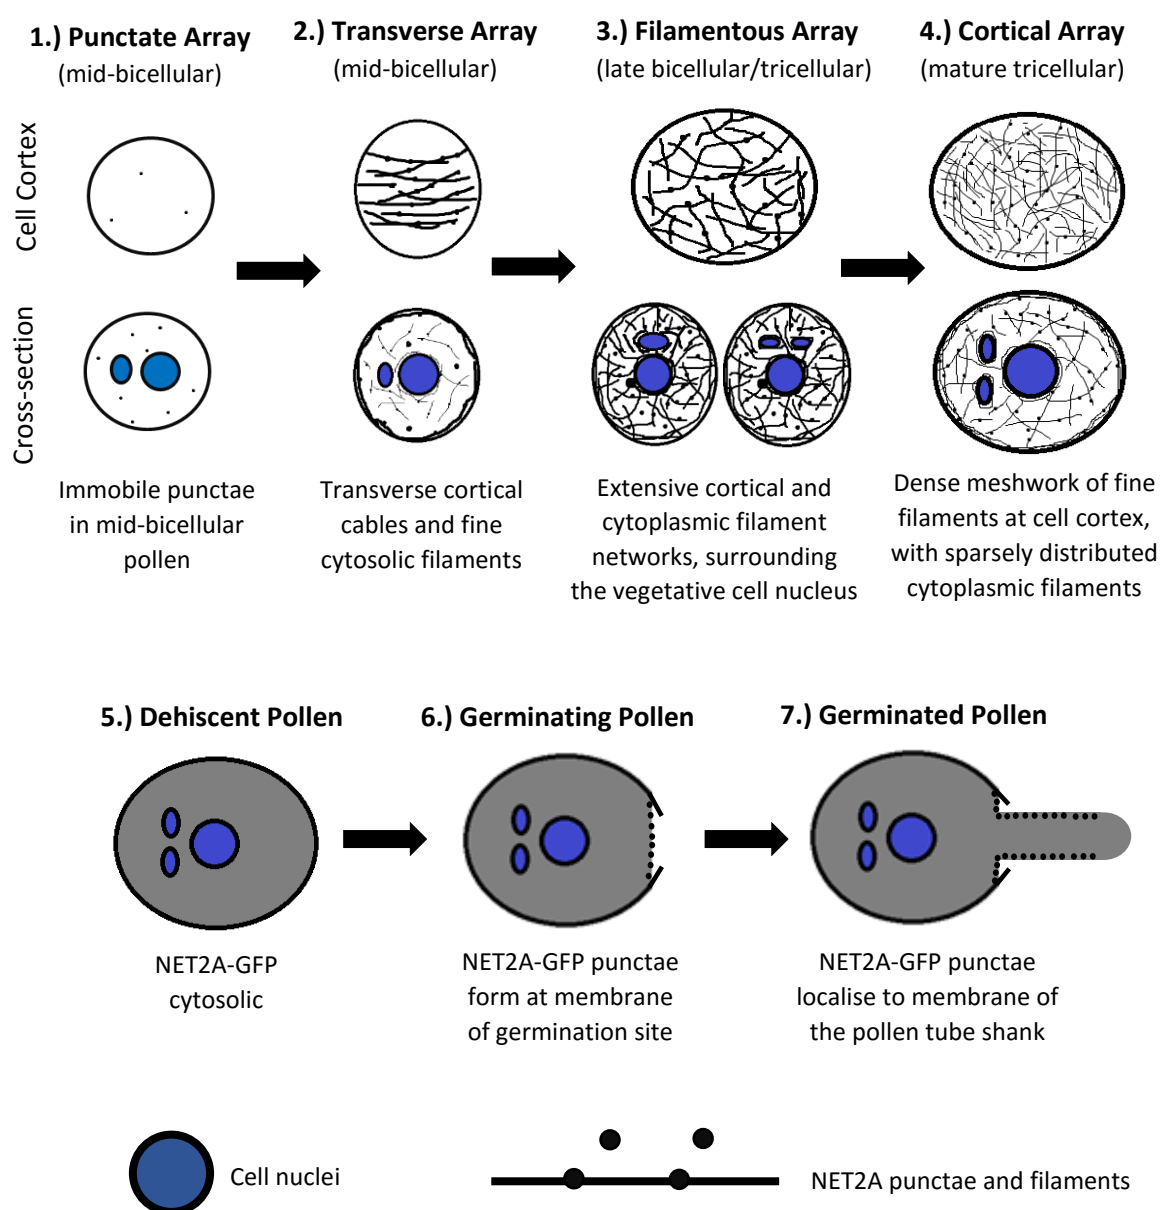 1.) Punctate Array
(mid-bicellular)
2.) Transverse Array
(mid-bicellular)
3.) Filamentous Array
(late bicellular/tricellular)
4.) Cortical Array
(mature tricellular)
Cell Cortex
Cross-section
Immobile punctae
in mid-bicellular
pollen
Transverse cortical
cables and fine
cytosolic filaments
Extensive cortical and
cytoplasmic filament
networks, surrounding
the vegetative cell nucleus
Dense meshwork of fine
filaments at cell cortex,
with sparsely distributed
cytoplasmic filaments
5.) Dehiscent Pollen
6.) Germinating Pollen
7.) Germinated Pollen
NET2A-GFP
cytosolic
NET2A-GFP punctae
form at membrane
of germination site
NET2A-GFP punctae
localise to membrane of
the pollen tube shank
Cell nuclei
NET2A punctae and filaments